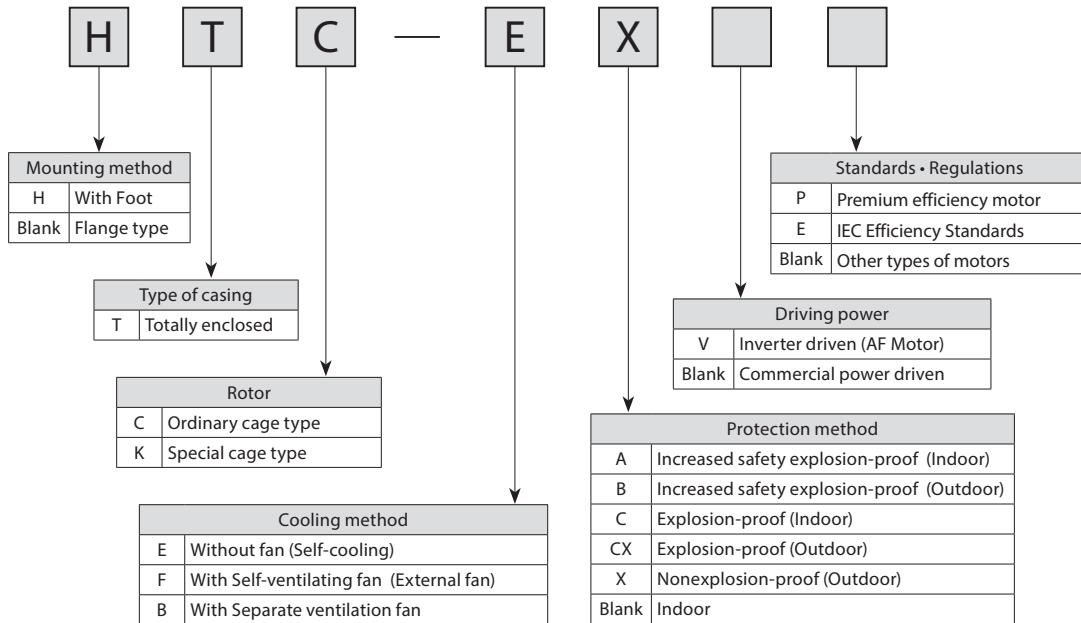 H T C — E X
Mounting method
H With Foot
Blank Flange type
Type of casing
T Totally enclosed
Rotor
C Ordinary cage type
K Special cage type
Cooling method
E Without fan (Self-cooling)
F With Self-ventilating fan (External fan)
B With Separate ventilation fan
Standards • Regulations
P Premium efficiency motor
E IEC Efficiency Standards
Blank Other types of motors
Driving power
V Inverter driven (AF Motor)
Blank Commercial power driven
Protection method
A Increased safety explosion-proof (Indoor)
B Increased safety explosion-proof (Outdoor)
C Explosion-proof (Indoor)
CX Explosion-proof (Outdoor)
X Nonexplosion-proof (Outdoor)
Blank Indoor